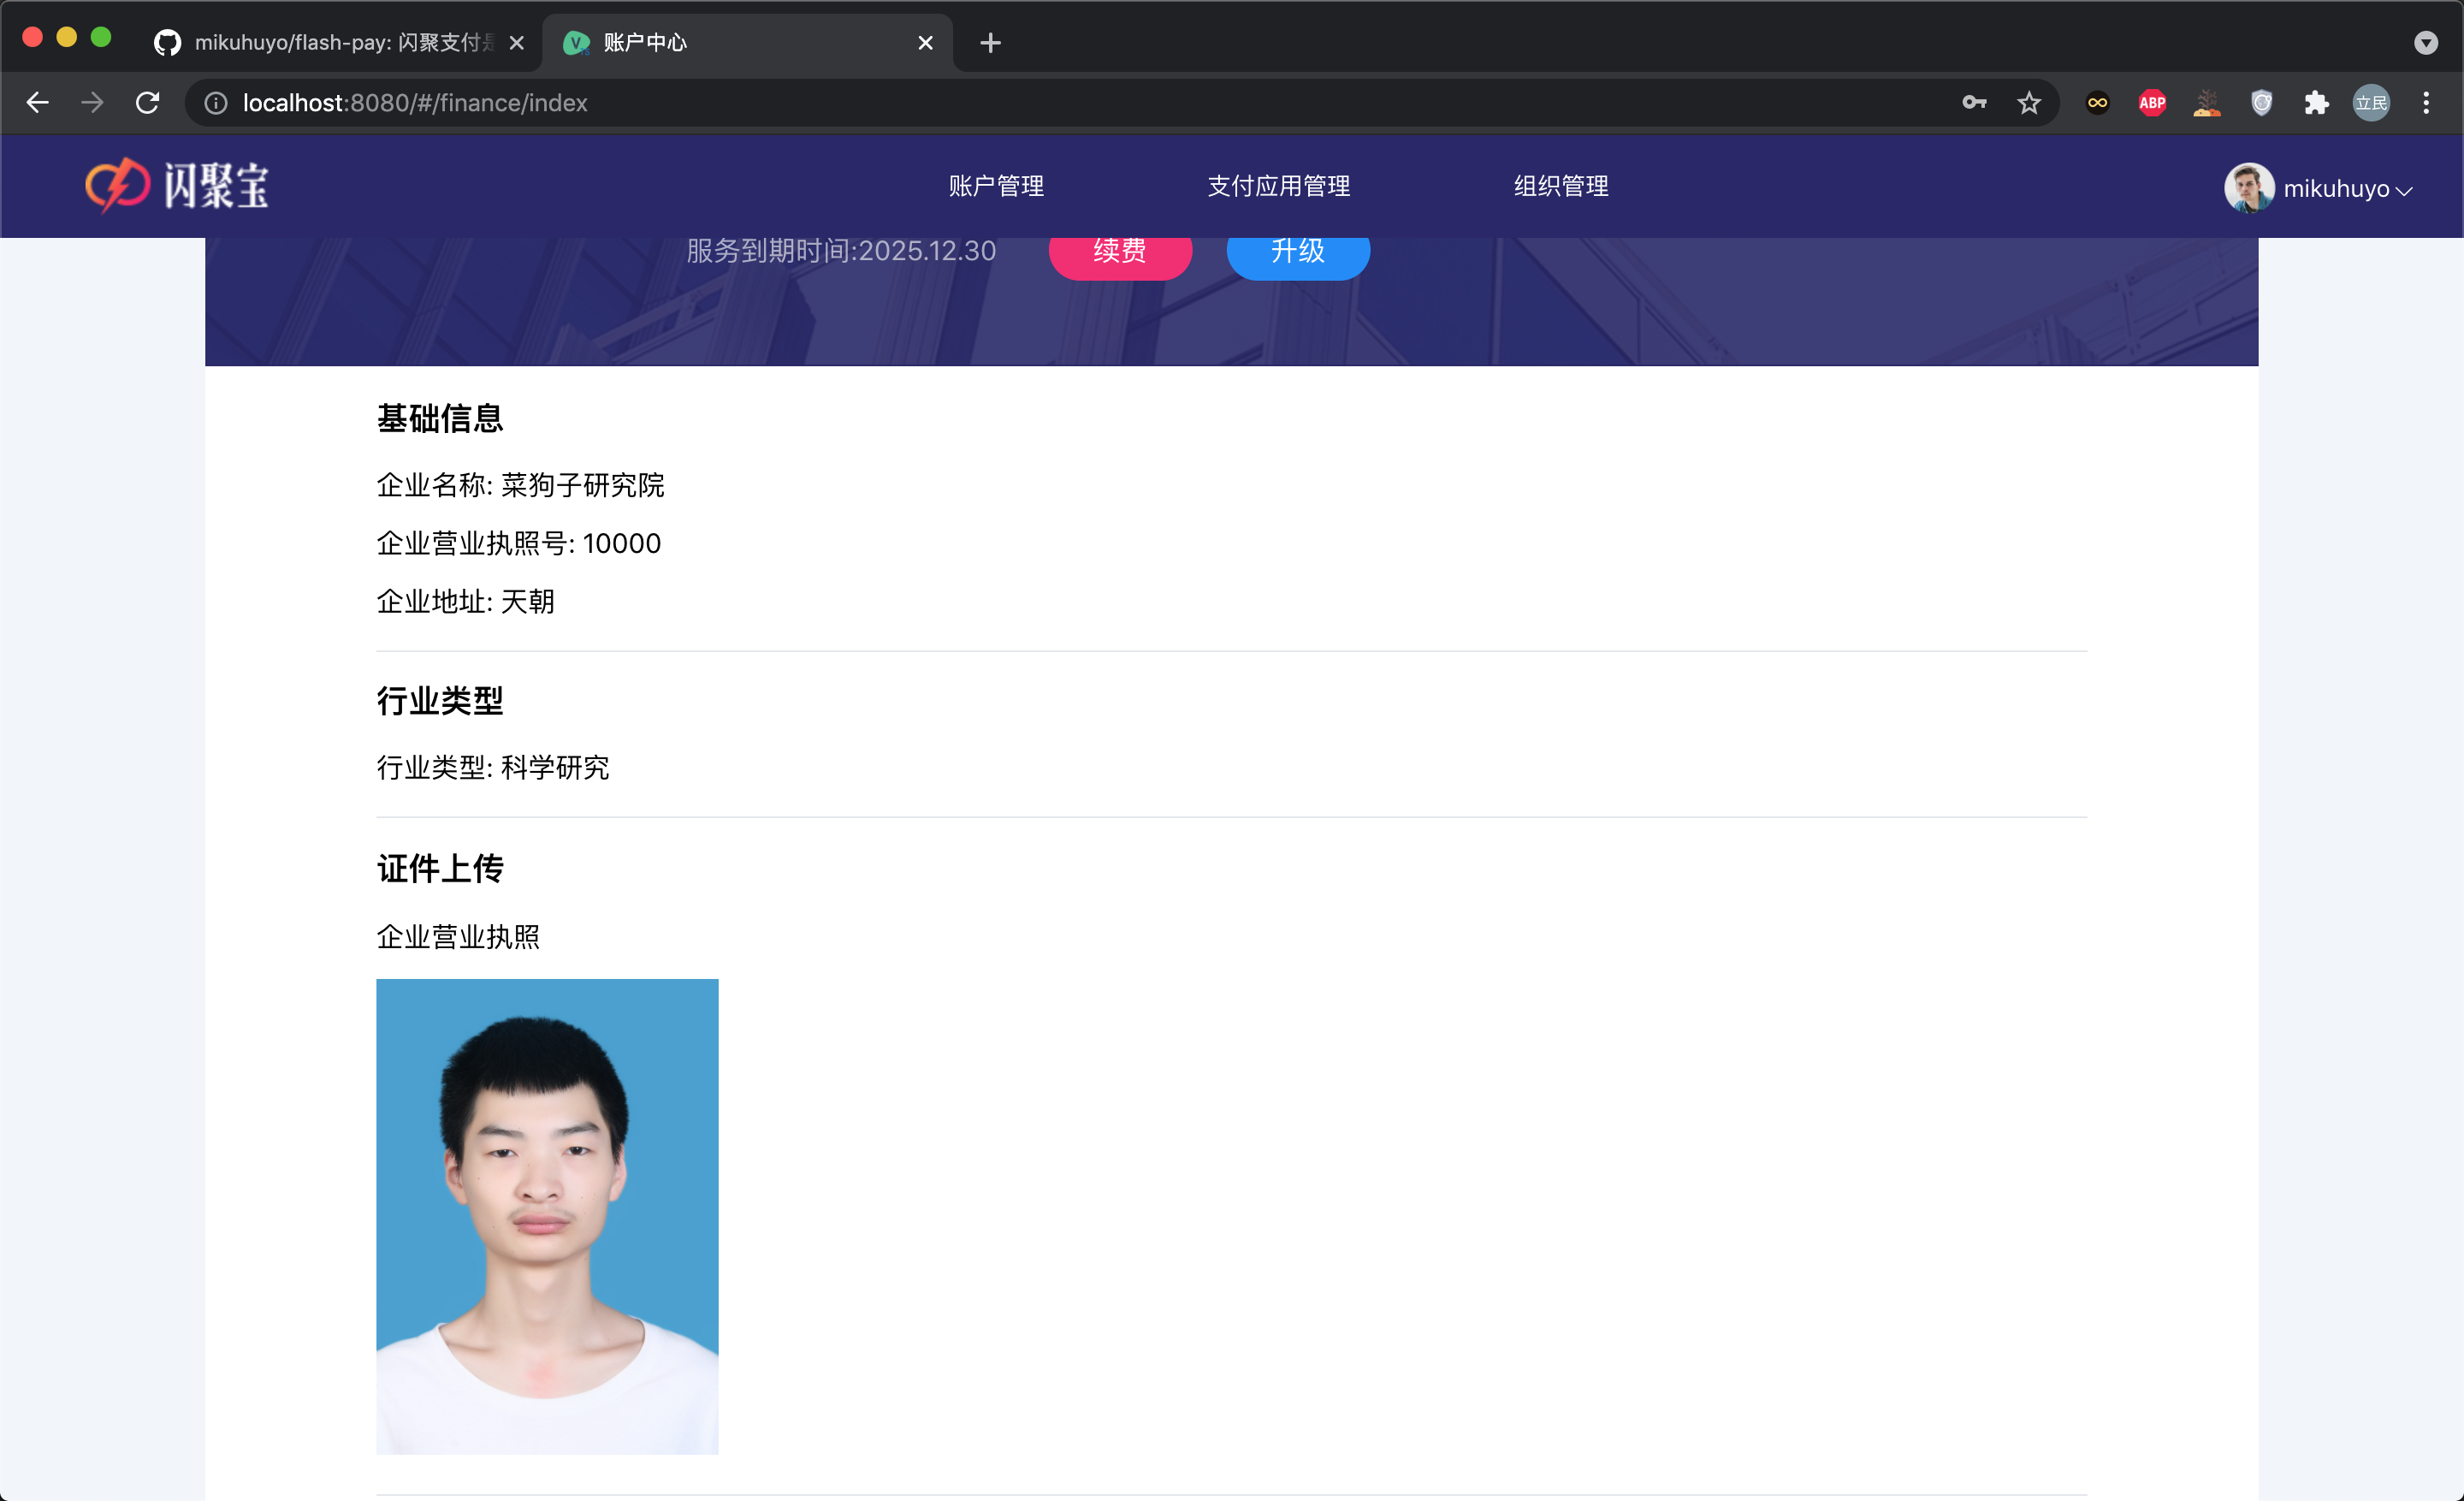 mikuhuyo/flash-pay: 闪聚支付是
账户中心
localhost:8080/#/finance/index
ABP
立民
闪聚宝
账户管理
支付应用管理
组织管理
mikuhuyo
服务到期时间:2025.12.30
续费
升级
基础信息
企业名称: 菜狗子研究院
企业营业执照号: 10000
企业地址: 天朝
行业类型
行业类型: 科学研究
证件上传
企业营业执照